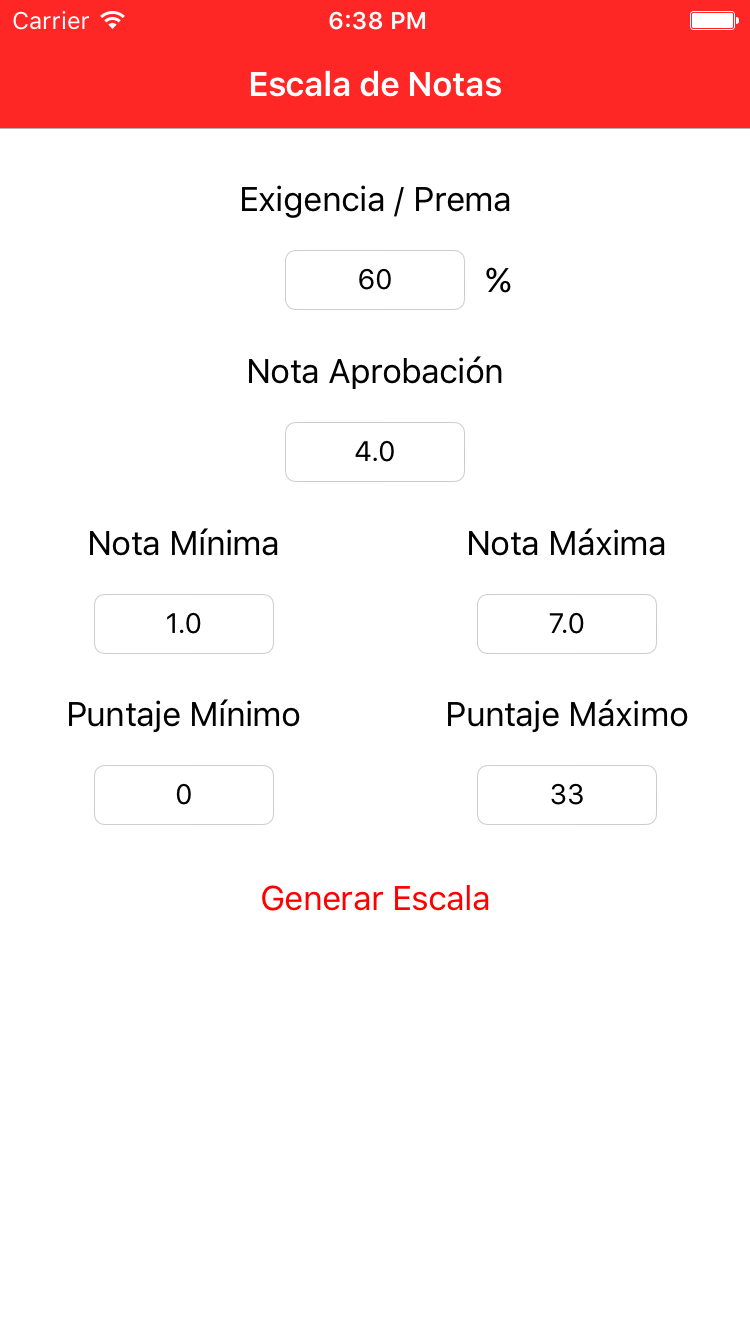 Carrier 6:38 PM
Escala de Notas
Exigencia / Prema
60 %
Nota Aprobación
4.0
Nota Mínima Nota Máxima
1.0 7.0
Puntaje Mínimo Puntaje Máximo
0 33
Generar Escala